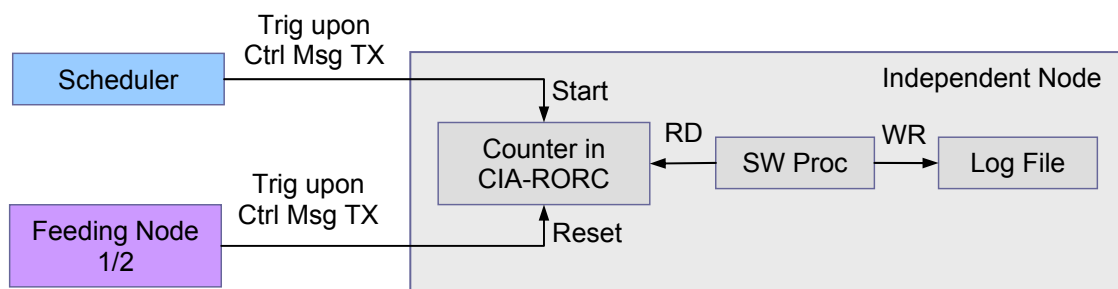 Trig upon
Ctrl Msg TX
Scheduler
Independent Node
Start
Counter in
CIA-RORC
RD
SW Proc
WR
Log File
Trig upon
Ctrl Msg TX
Reset
Feeding Node
1/2